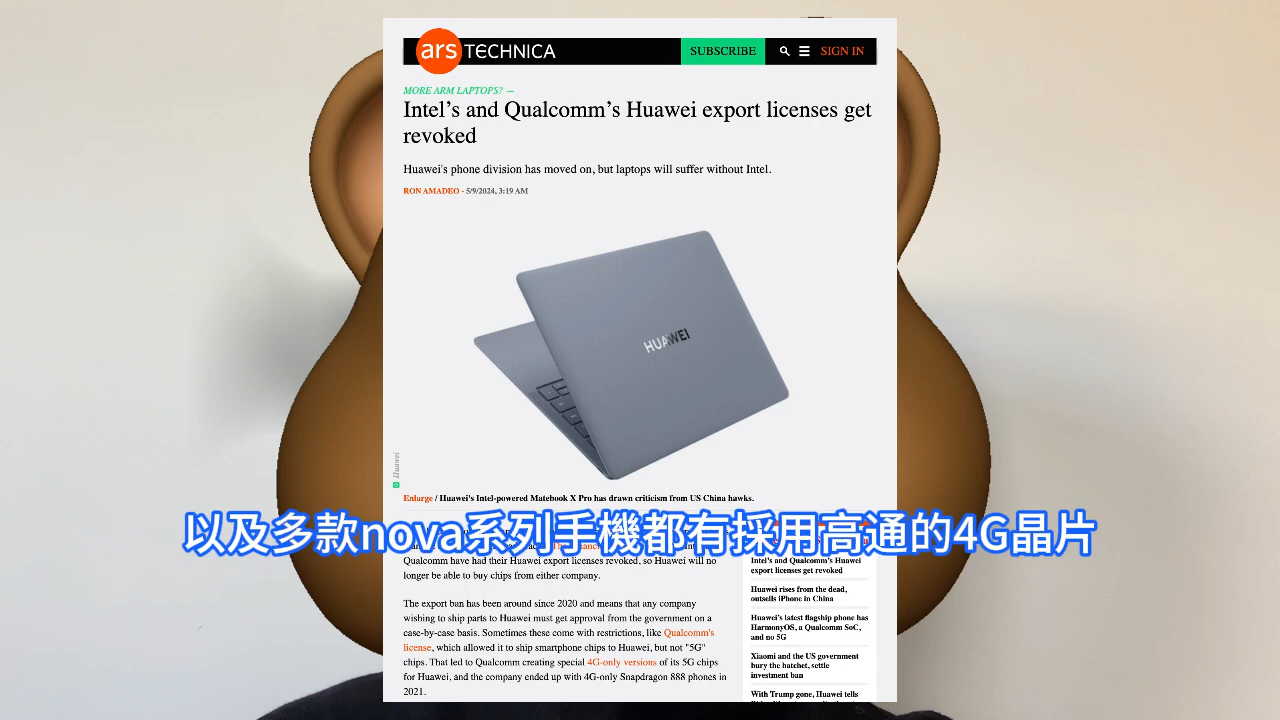 ars TECHNICA
SUBSCRIBE
SIGN IN
MORE ARM LAPTOPS? —
Intel's and Qualcomm's Huawei export licenses get
revoked
Huawei's phone division has moved on, but laptops will suffer without Intel.
RON AMADEO - 5/9/2024, 3:19 AM
HUAWEI
Huawei
Enlarge / Huawei's Intel-powered Matebook X Pro has drawn criticism from US China hawks.
以及多款nova系列手機都有採用高通的4G晶片
Qualcomm have had their Huawei export licenses revoked, so Huawei will no
longer be able to buy chips from either company.
The export ban has been around since 2020 and means that any company
wishing to ship parts to Huawei must get approval from the government on a
case-by-case basis. Sometimes these come with restrictions, like Qualcomm's
license, which allowed it to ship smartphone chips to Huawei, but not "5G"
chips. That led to Qualcomm creating special 4G-only versions of its 5G chips
for Huawei, and the company ended up with 4G-only Snapdragon 888 phones in
2021.
Intel's and Qualcomm's Huawei
export licenses get revoked
Huawei rises from the dead,
outsells iPhone in China
Huawei's latest flagship phone has
HarmonyOS, a Qualcomm SoC,
and no 5G
Xiaomi and the US government
bury the hatchet, settle
investment ban
With Trump gone, Huawei tells